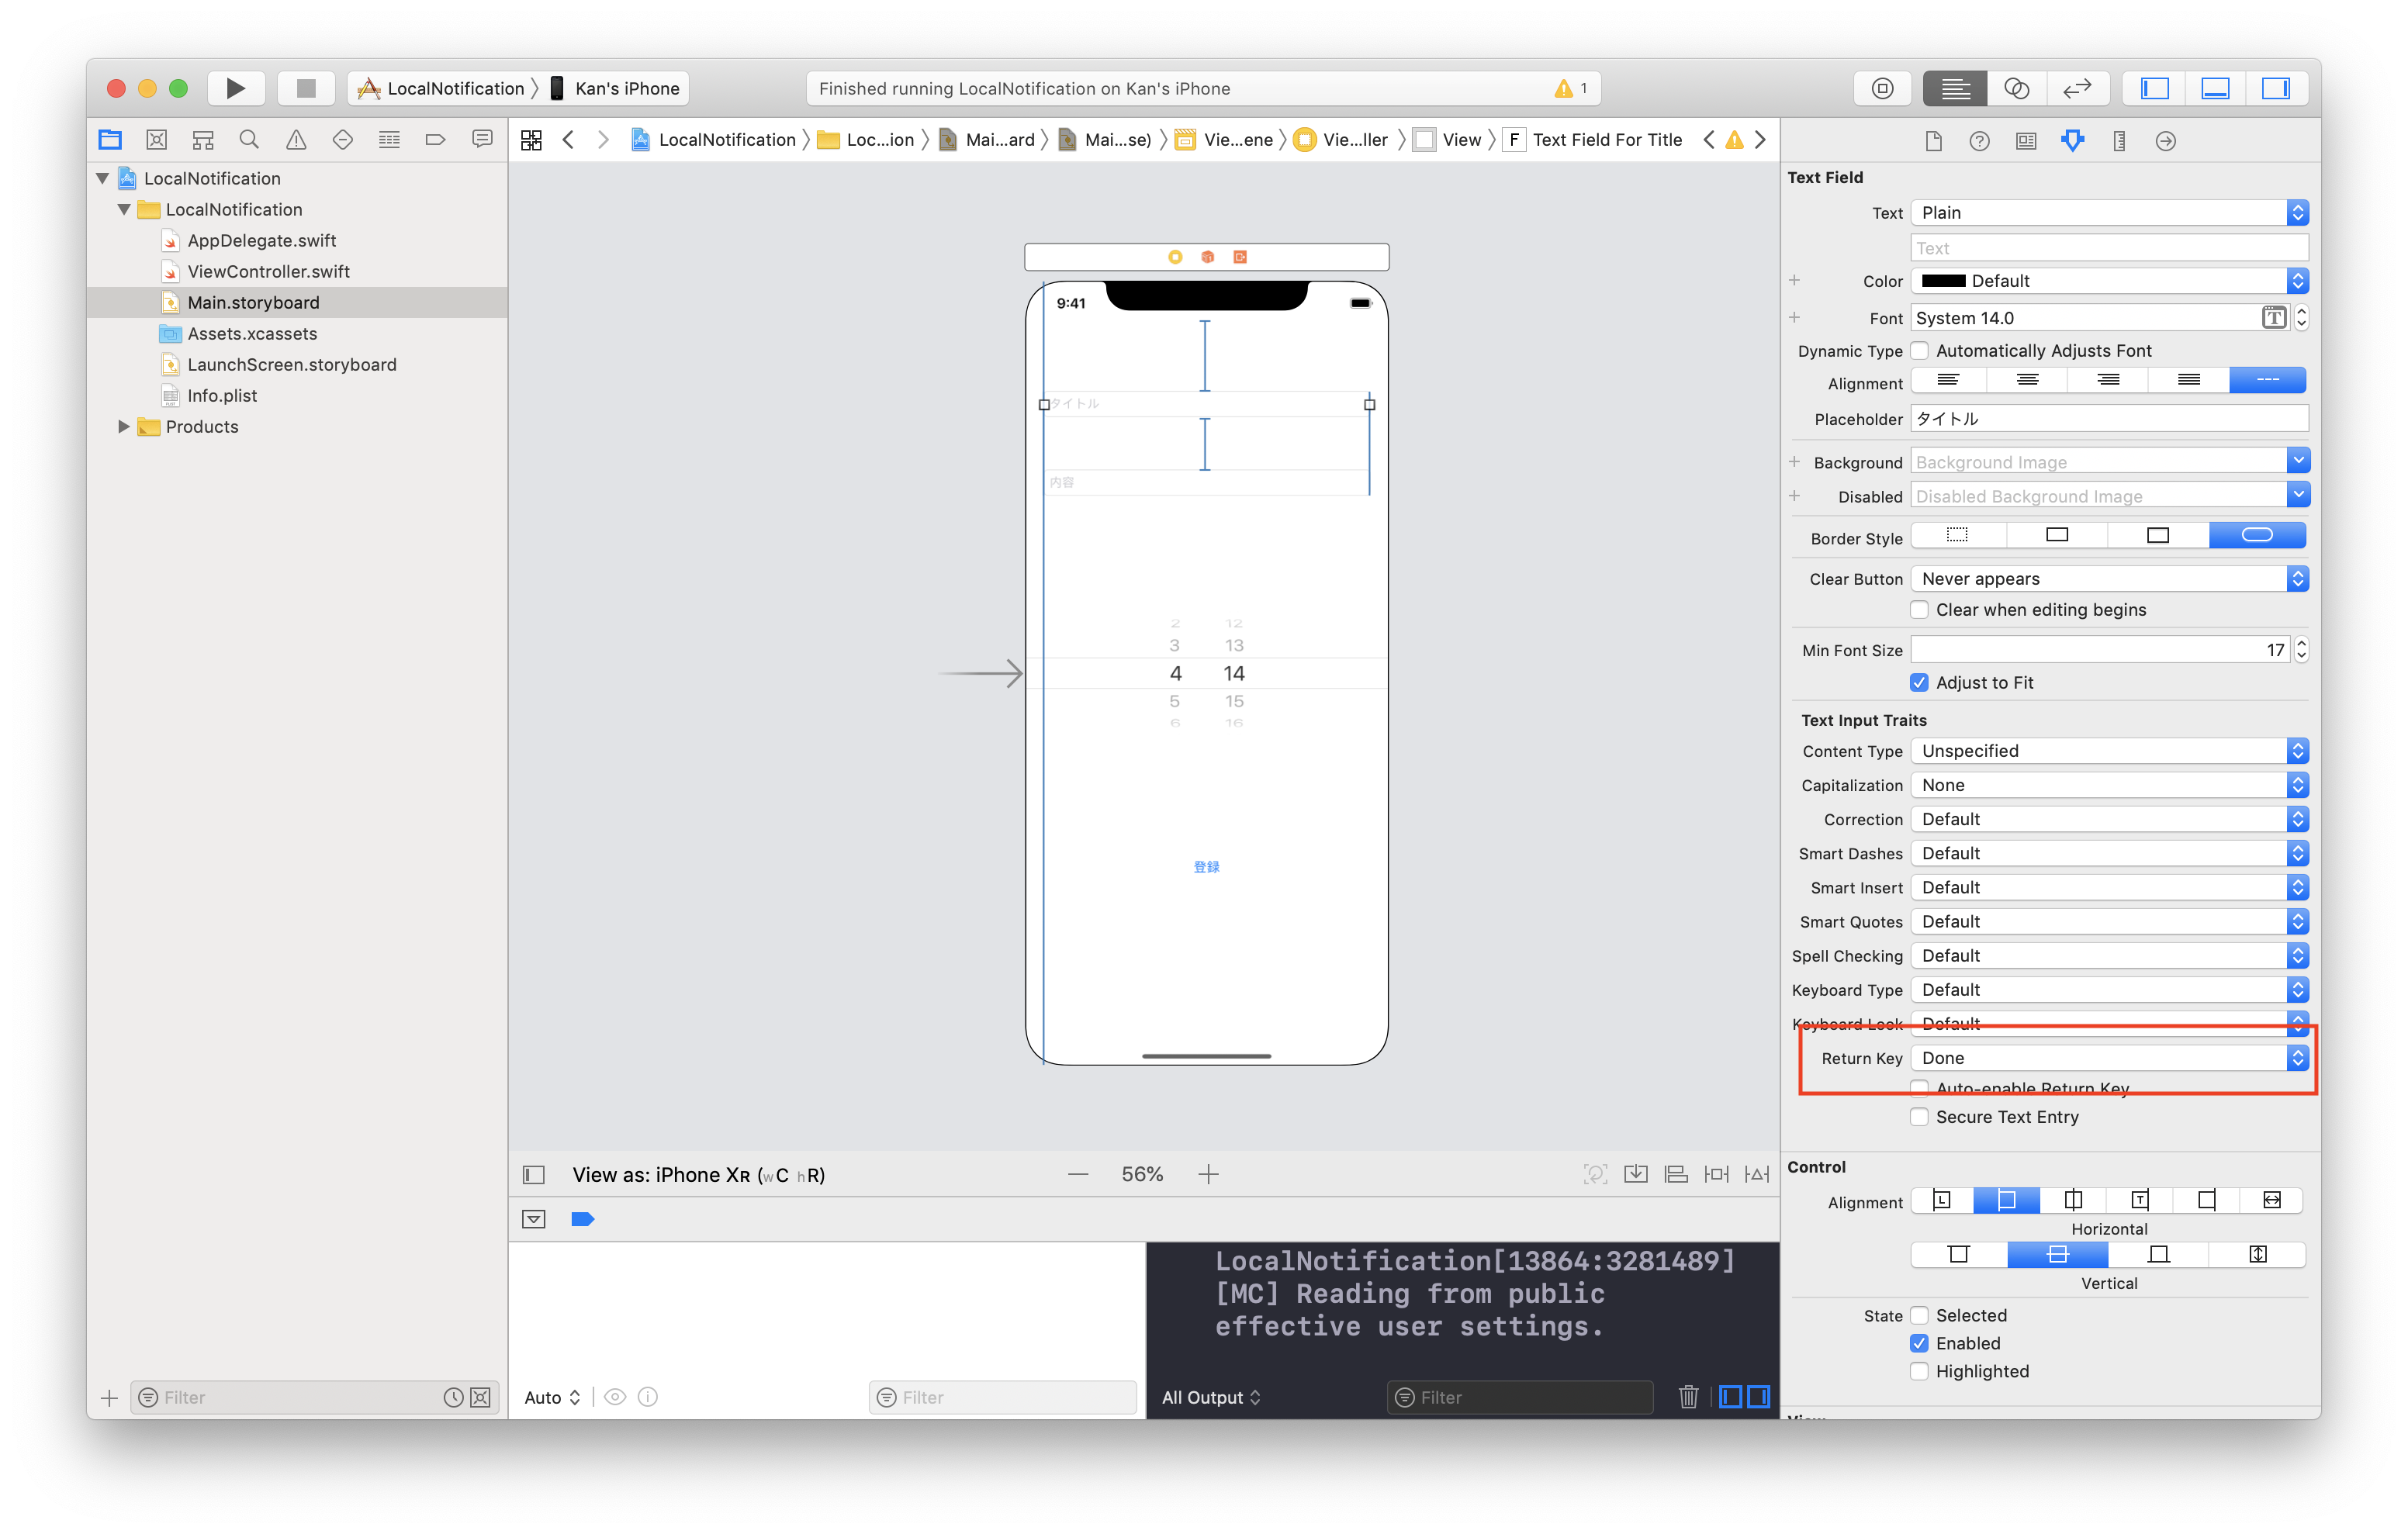 LocalNotification
Kan's iPhone
Finished running LocalNotification on Kan's iPhone
1
LocalNotification
Loc...ion
Mai...ard
Mai...se)
Vie...ene
Vie...ller
View
F
Text Field For Title
LocalNotification
LocalNotification
AppDelegate.swift
ViewController.swift
Main.storyboard
Assets.xcassets
LaunchScreen.storyboard
Info.plist
Products
Filter
9:41
タイトル
内容
2 12
3 13
4 14
5 15
6 16
登録
View as: iPhone XR (wC hR)
56%
Auto
Filter
LocalNotification[13864:3281489]
[MC] Reading from public
effective user settings.
All Output
Filter
Text Field
Text Plain
Text
Color Default
Font System 14.0
Dynamic Type Automatically Adjusts Font
Alignment
Placeholder タイトル
Background Background Image
Disabled Disabled Background Image
Border Style
Clear Button Never appears
Clear when editing begins
Min Font Size 17
Adjust to Fit
Text Input Traits
Content Type Unspecified
Capitalization None
Correction Default
Smart Dashes Default
Smart Insert Default
Smart Quotes Default
Spell Checking Default
Keyboard Type Default
Keyboard Look Default
Return Key Done
Auto-enable Return Key
Secure Text Entry
Control
Alignment
Horizontal
Vertical
State Selected
Enabled
Highlighted